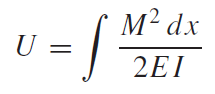 U = ∫ M² dx / 2EI